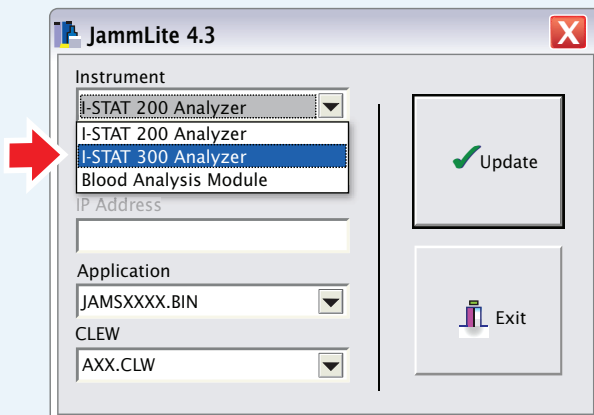 JammLite 4.3
Instrument
I-STAT 200 Analyzer
I-STAT 200 Analyzer
I-STAT 300 Analyzer
Blood Analysis Module
IP Address
Application
JAMSXXXX.BIN
CLEW
AXX.CLW
Update
Exit